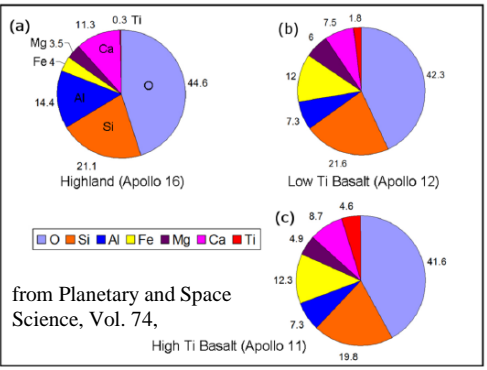 (a)
11.3
0.3 Ti
Mg 3.5
Ca
Fe 4
O
44.6
14.4
Al
Si
21.1
Highland (Apollo 16)
(b)
7.5
1.8
6
12
42.3
7.3
21.6
Low Ti Basalt (Apollo 12)
O Si Al Fe Mg Ca Ti
(c)
8.7
4.6
4.9
12.3
41.6
7.3
19.8
High Ti Basalt (Apollo 11)
from Planetary and Space
Science, Vol. 74,